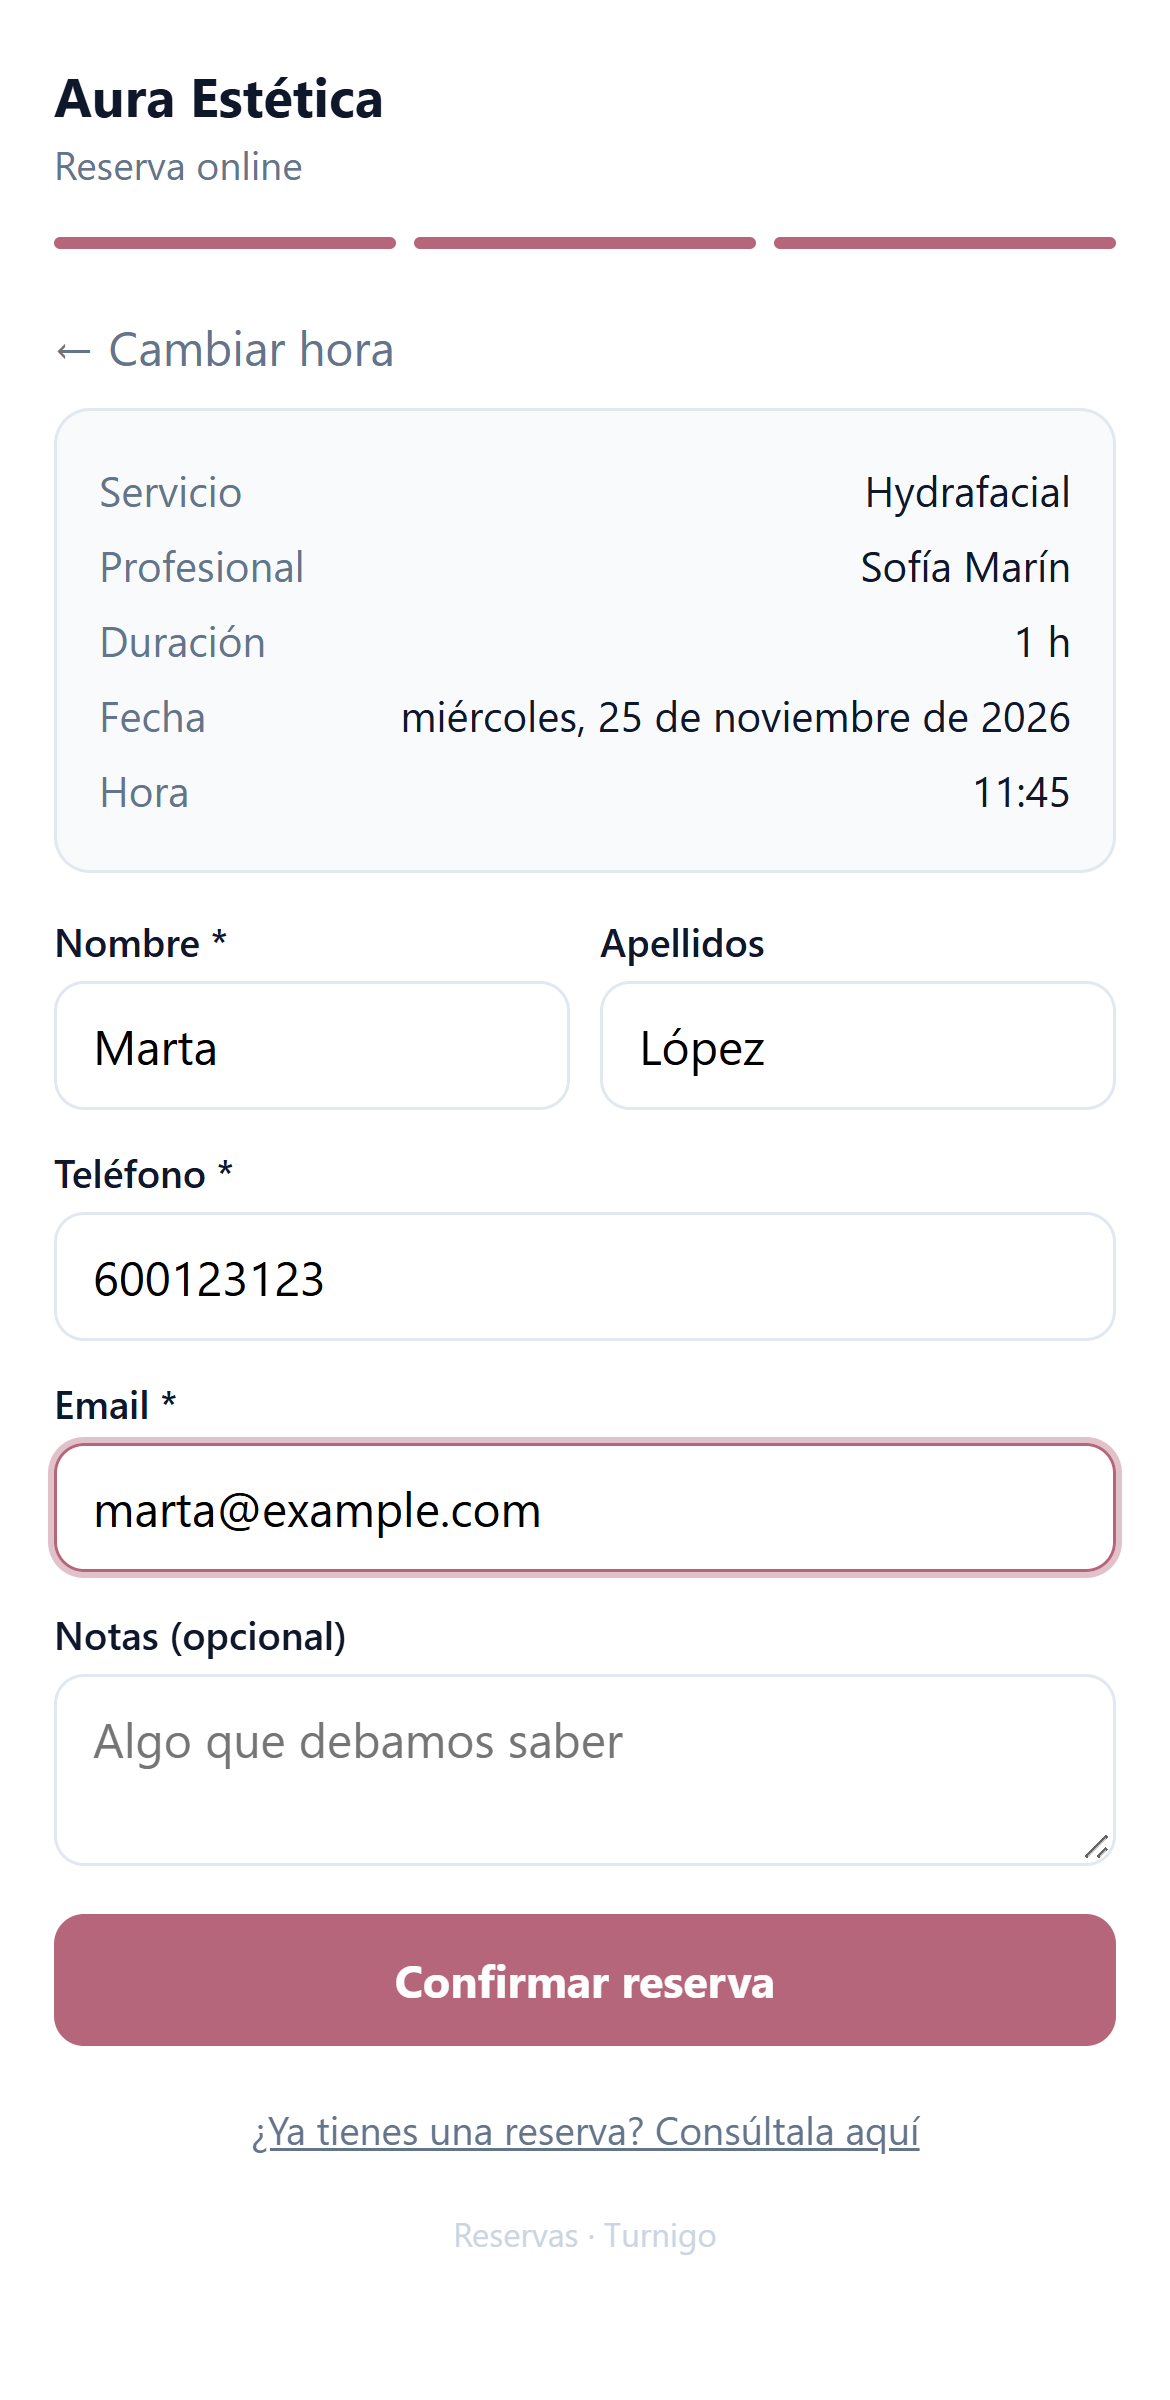 Aura Estética
Reserva online
← Cambiar hora
Servicio Hydrafacial
Profesional Sofía Marín
Duración 1 h
Fecha miércoles, 25 de noviembre de 2026
Hora 11:45
Nombre * Apellidos
Marta López
Teléfono *
600123123
Email *
marta@example.com
Notas (opcional)
Algo que debamos saber
Confirmar reserva
¿Ya tienes una reserva? Consúltala aquí
Reservas · Turnigo